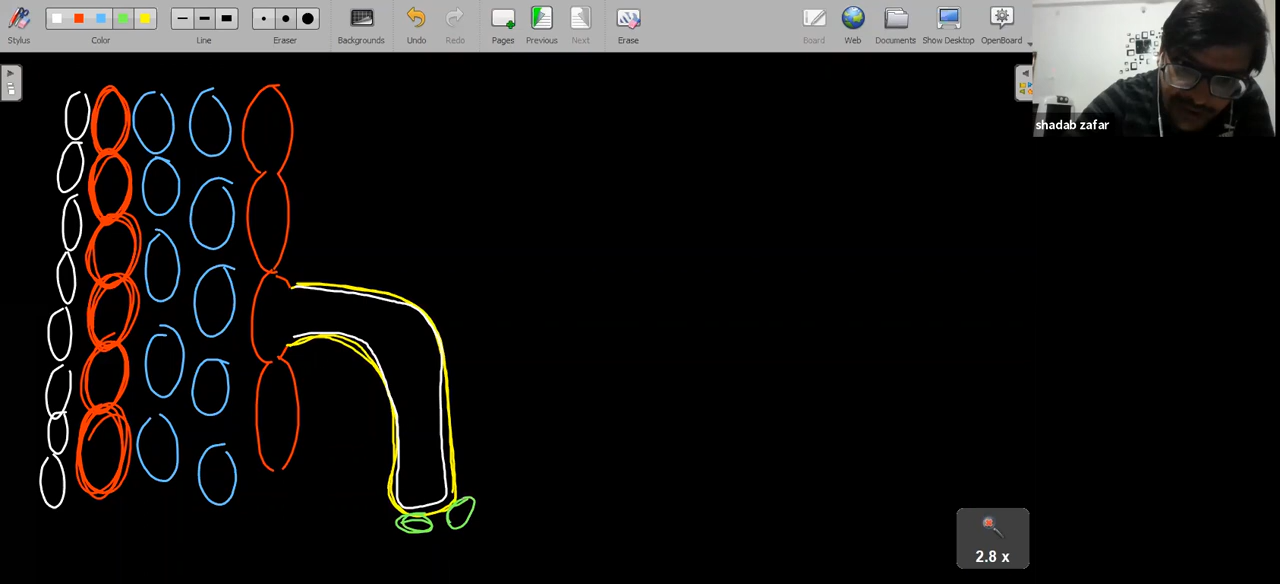 Stylus
Color
Line
Eraser
Backgrounds
Undo
Redo
Pages
Previous
Next
Erase
Board
Web
Documents
Show Desktop
OpenBoard
shadab zafar
2.8 x